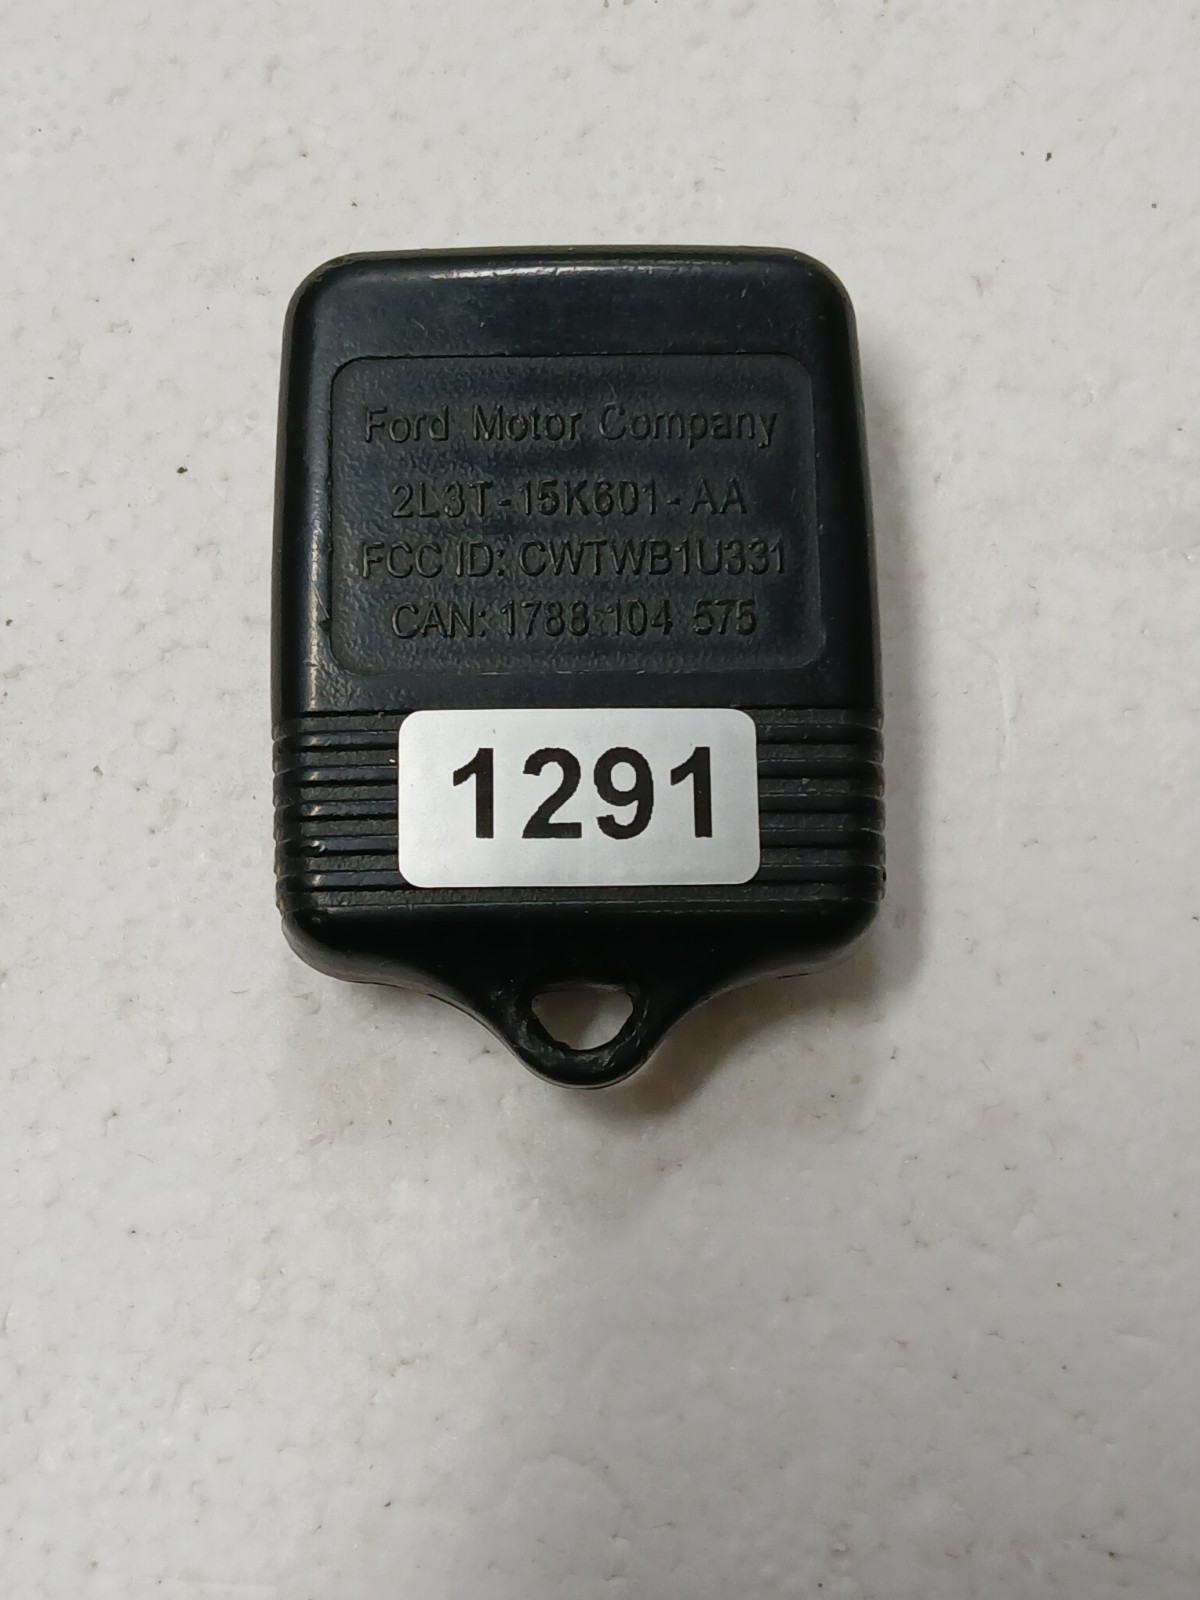 Ford Motor Company
2L3T-15K601-AA
FCC ID: CWTWB1U331
CAN: 1788 104 575
1291